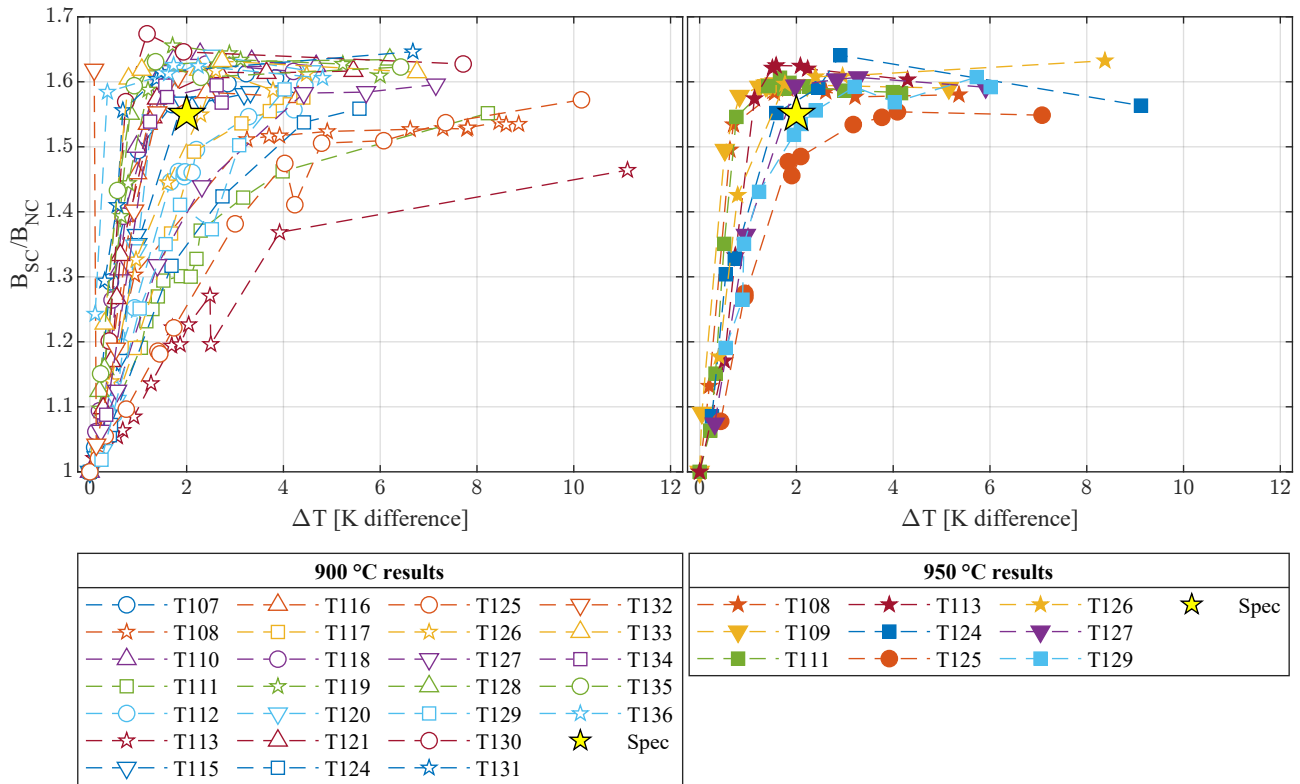 1.7
1.6
1.5
1.4
1.3
1.2
1.1
1
B_SC/B_NC
0 2 4 6 8 10 12
0 2 4 6 8 10 12
ΔT [K difference]
ΔT [K difference]
900 °C results
T107 T116 T125 T132
T108 T117 T126 T133
T110 T118 T127 T134
T111 T119 T128 T135
T112 T120 T129 T136
T113 T121 T130 Spec
T115 T124 T131
950 °C results
T108 T113 T126 Spec
T109 T124 T127
T111 T125 T129